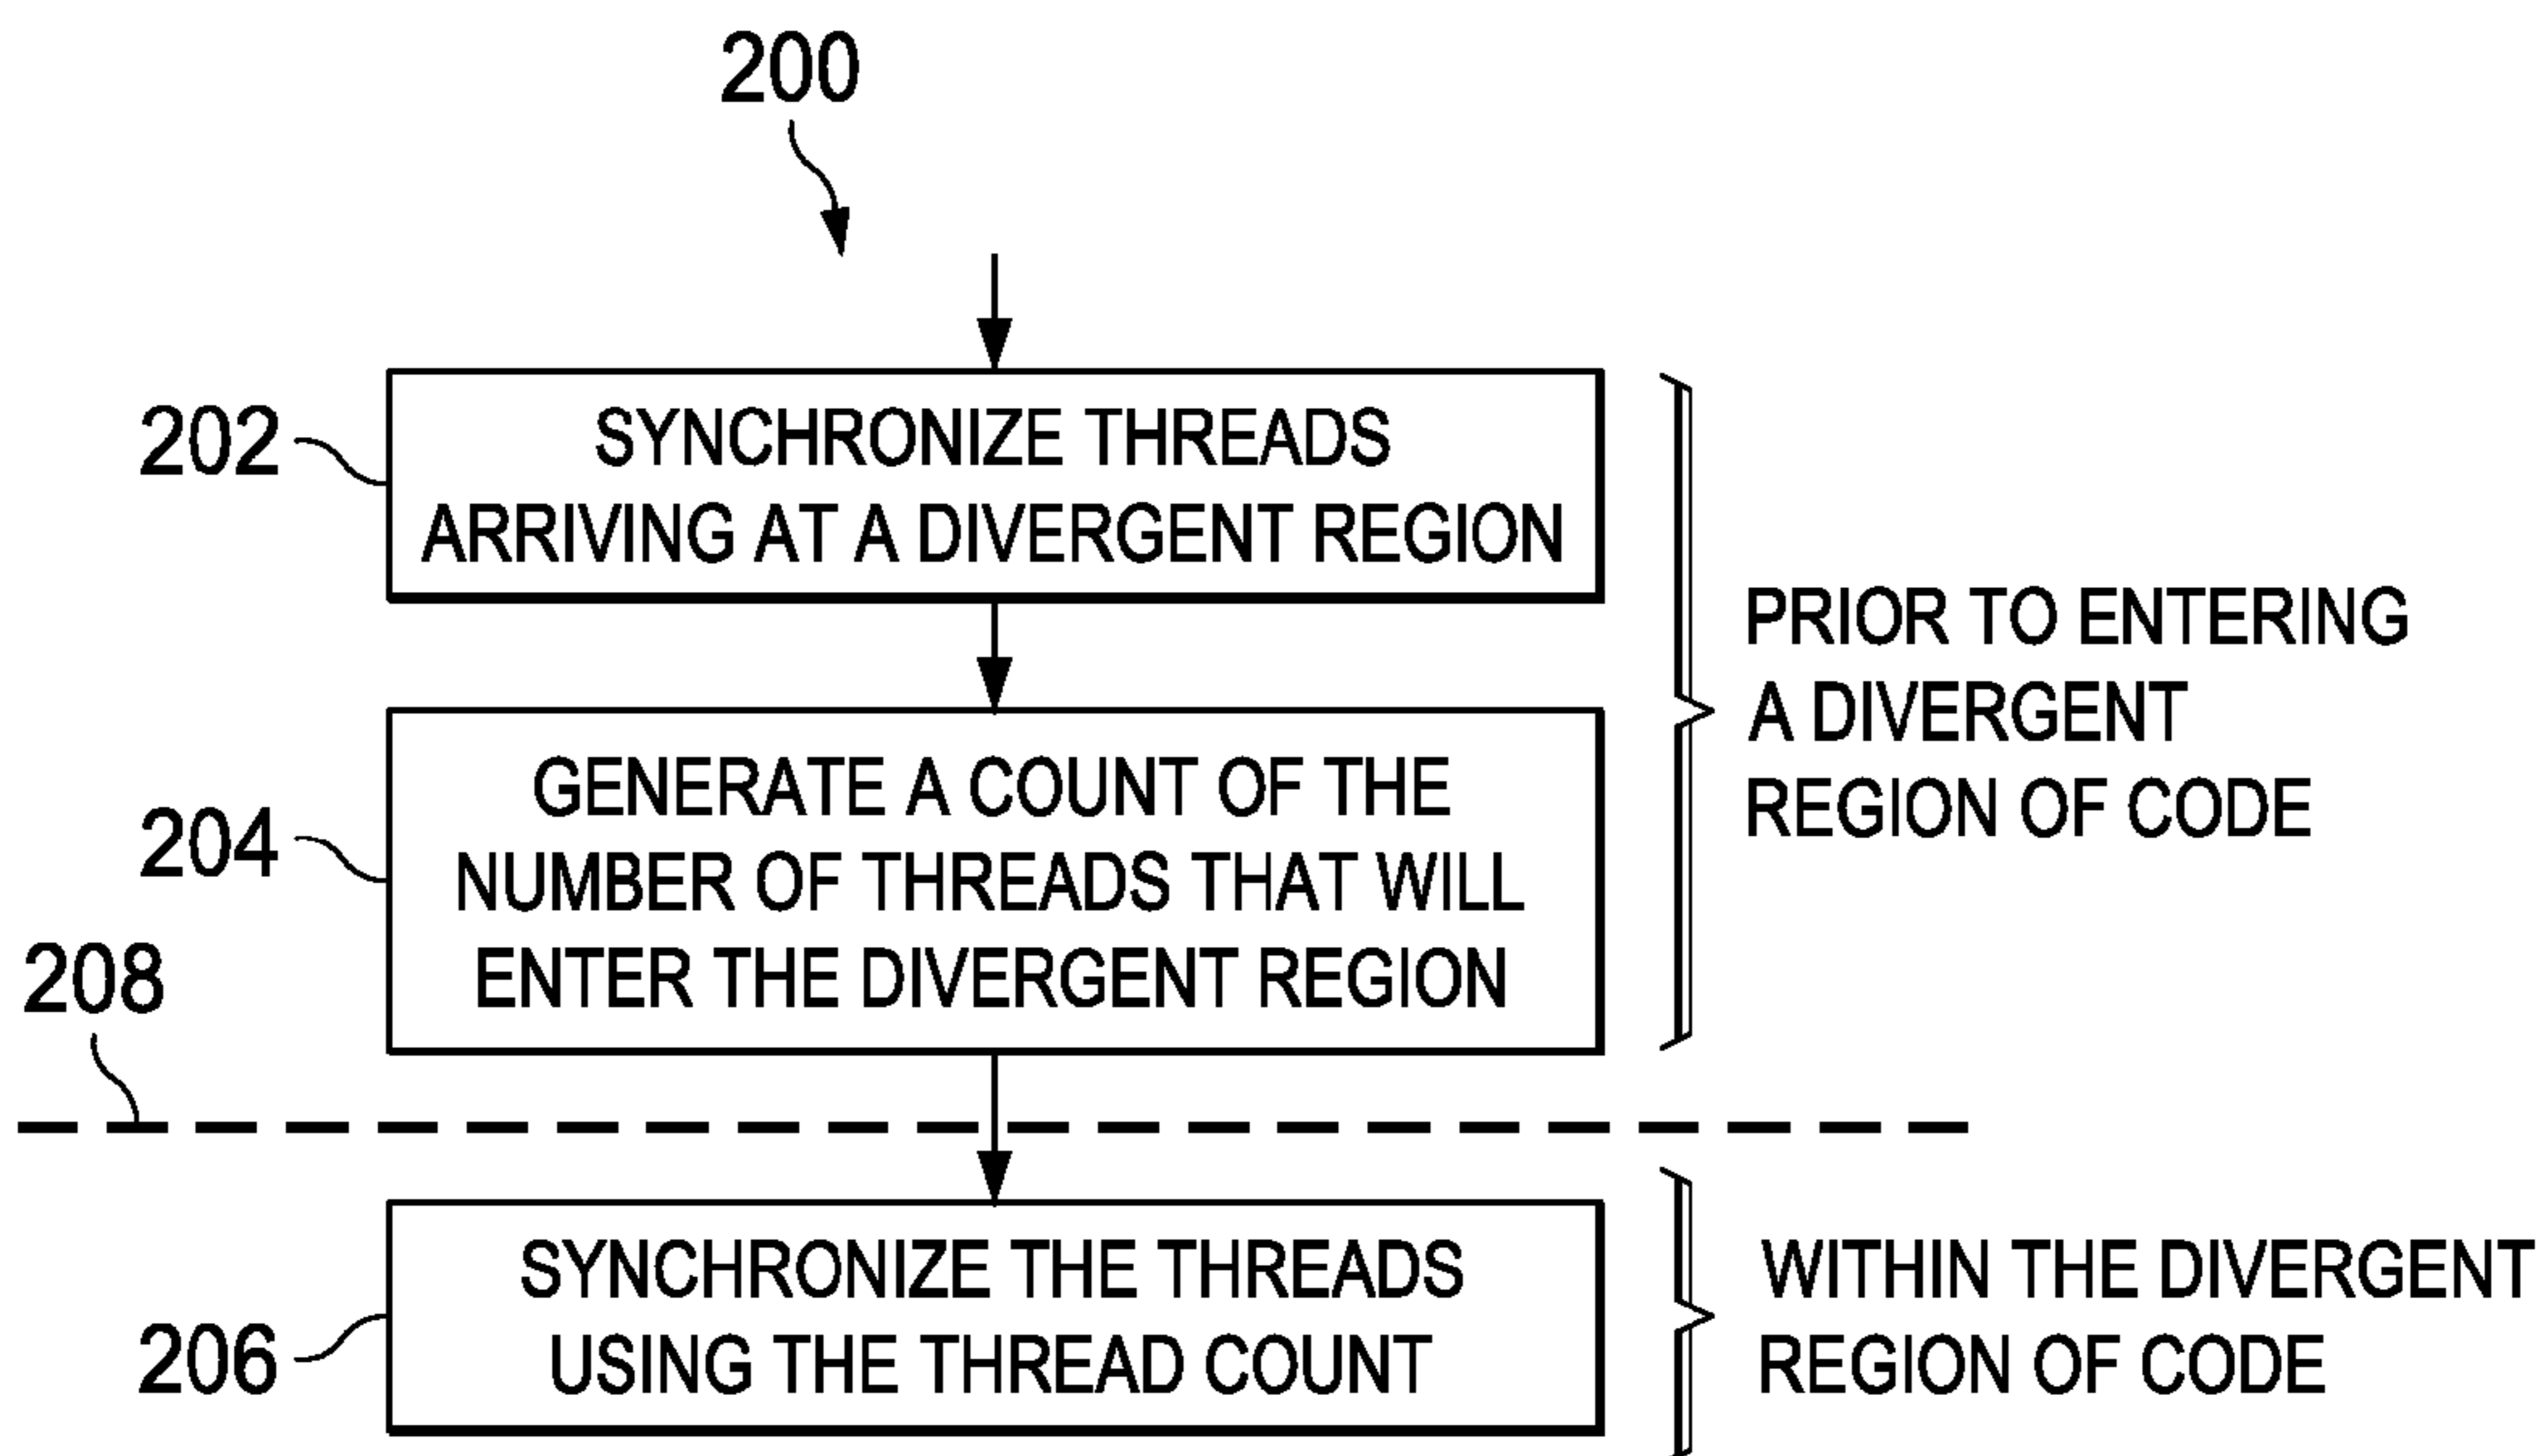 200
202
SYNCHRONIZE THREADS
ARRIVING AT A DIVERGENT REGION
PRIOR TO ENTERING
A DIVERGENT
REGION OF CODE
204
GENERATE A COUNT OF THE
NUMBER OF THREADS THAT WILL
ENTER THE DIVERGENT REGION
208
206
SYNCHRONIZE THE THREADS
USING THE THREAD COUNT
WITHIN THE DIVERGENT
REGION OF CODE